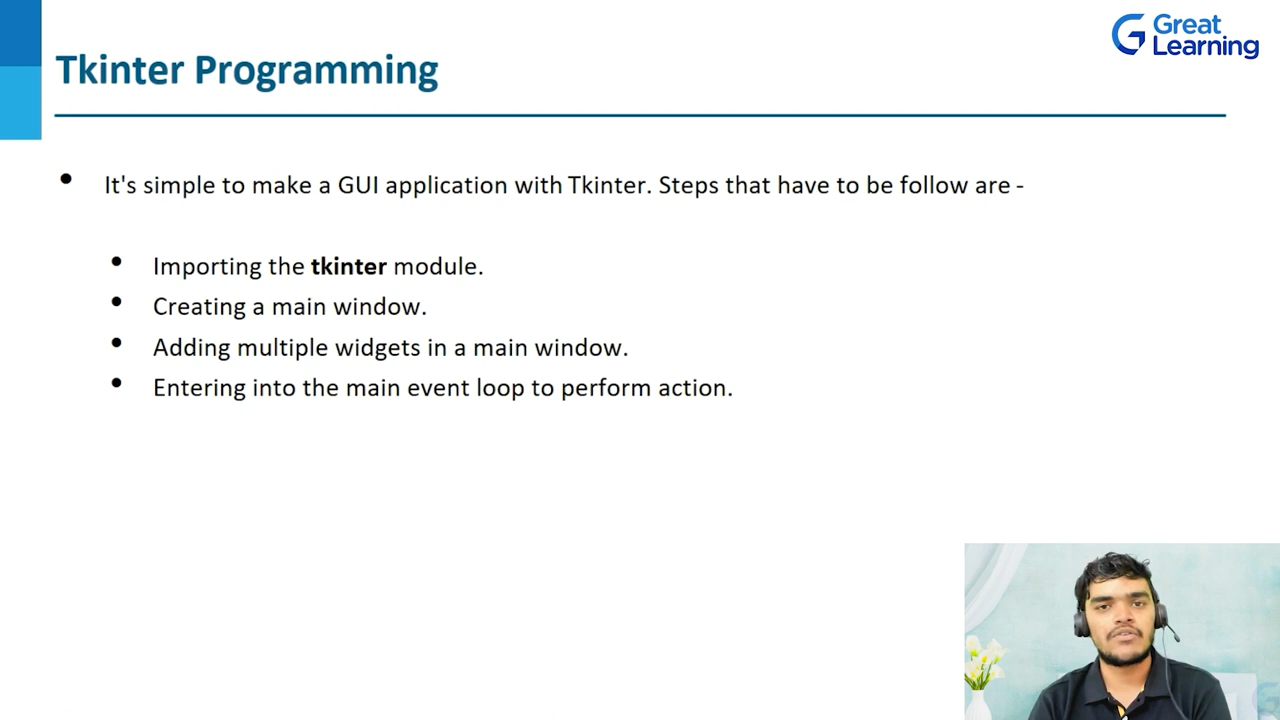 Great
Learning
Tkinter Programming
It's simple to make a GUI application with Tkinter. Steps that have to be follow are -
Importing the tkinter module.
Creating a main window.
Adding multiple widgets in a main window.
Entering into the main event loop to perform action.